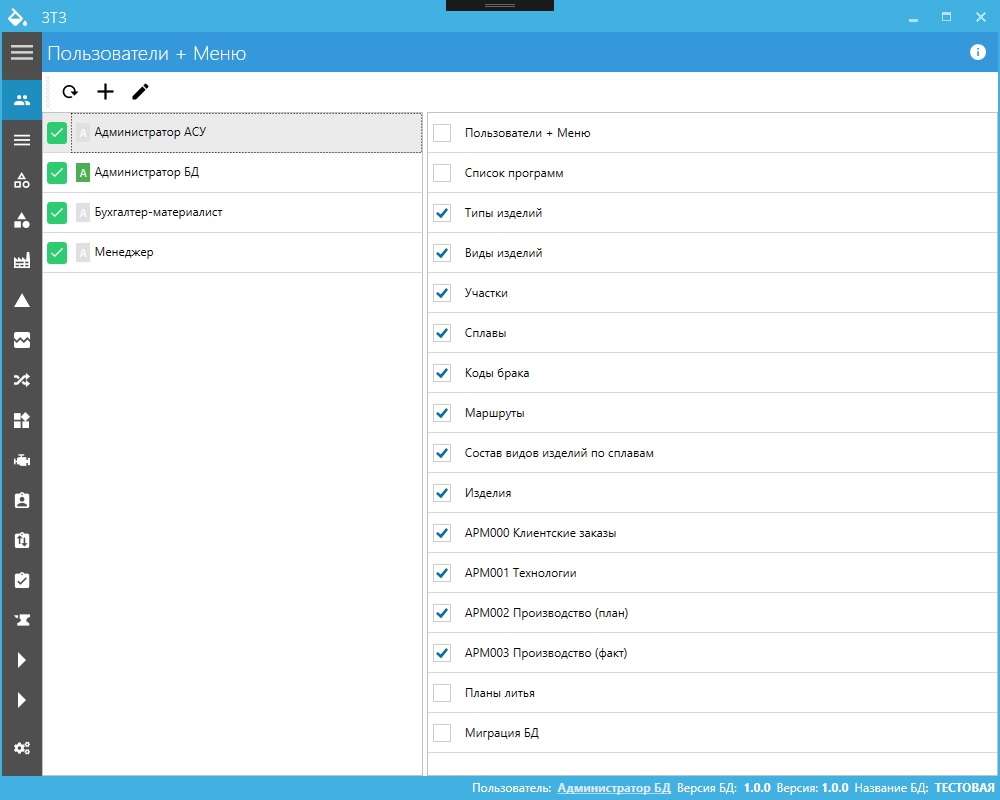 ЗТЗ
Пользователи + Меню
А Администратор АСУ
А Администратор БД
А Бухгалтер-материалист
А Менеджер
Пользователи + Меню
Список программ
Типы изделий
Виды изделий
Участки
Сплавы
Коды брака
Маршруты
Состав видов изделий по сплавам
Изделия
АРМ000 Клиентские заказы
АРМ001 Технологии
АРМ002 Производство (план)
АРМ003 Производство (факт)
Планы литья
Миграция БД
Пользователь: Администратор БД Версия БД: 1.0.0 Версия: 1.0.0 Название БД: ТЕСТОВАЯ